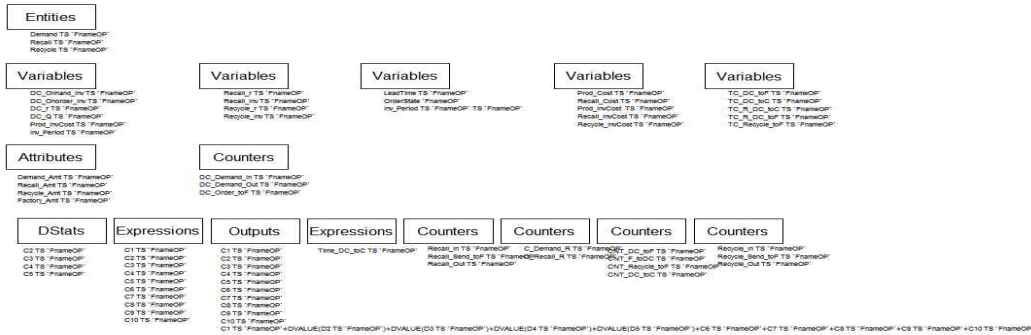 Entities
Demand TS `FnameOP`
Recall TS `FnameOP`
Recycle TS `FnameOP`
Variables
DC_Onhand_inv TS `FnameOP`
DC_Onorder_inv TS `FnameOP`
DC_r TS `FnameOP`
DC_Q TS `FnameOP`
Prod_invCost TS `FnameOP`
Inv_Period TS `FnameOP`
Variables
Recall_r TS `FnameOP`
Recall_inv TS `FnameOP`
Recycle_r TS `FnameOP`
Recycle_inv TS `FnameOP`
Variables
LeadTime TS `FnameOP`
OrderState TS `FnameOP`
Inv_Period TS `FnameOP` TS `FnameOP`
Variables
Prod_Cost TS `FnameOP`
Recall_Cost TS `FnameOP`
Prod_invCost TS `FnameOP`
Recall_invCost TS `FnameOP`
Recycle_invCost TS `FnameOP`
Variables
TC_DC_toF TS `FnameOP`
TC_DC_toC TS `FnameOP`
TC_R_DC_toC TS `FnameOP`
TC_R_DC_toF TS `FnameOP`
TC_Recycle_toF TS `FnameOP`
Attributes
Demand_Amt TS `FnameOP`
Recall_Amt TS `FnameOP`
Recycle_Amt TS `FnameOP`
Factory_Amt TS `FnameOP`
Counters
DC_Demand_In TS `FnameOP`
DC_Demand_Out TS `FnameOP`
DC_Order_toF TS `FnameOP`
DStats
C2 TS `FnameOP`
C3 TS `FnameOP`
C4 TS `FnameOP`
C5 TS `FnameOP`
Expressions
C1 TS `FnameOP`
C2 TS `FnameOP`
C3 TS `FnameOP`
C4 TS `FnameOP`
C5 TS `FnameOP`
C6 TS `FnameOP`
C7 TS `FnameOP`
C8 TS `FnameOP`
C9 TS `FnameOP`
C10 TS `FnameOP`
Outputs
C1 TS `FnameOP`
C2 TS `FnameOP`
C3 TS `FnameOP`
C4 TS `FnameOP`
C5 TS `FnameOP`
C6 TS `FnameOP`
C7 TS `FnameOP`
C8 TS `FnameOP`
C9 TS `FnameOP`
C10 TS `FnameOP`
C1 TS `FnameOP`+DVALUE(D2 TS `FnameOP`)+DVALUE(D3 TS `FnameOP`)+DVALUE(D4 TS `FnameOP`)+DVALUE(D5 TS `FnameOP`)+C6 TS `FnameOP`+C7 TS `FnameOP`+C8 TS `FnameOP`+C9 TS `FnameOP`+C10 TS `FnameOP`
Expressions
Time_DC_toC TS `FnameOP`
Counters
Recall_In TS `FnameOP`
Recall_Send_toF TS `FnameOP`
Recall_Out TS `FnameOP`
Counters
C_Demand_R TS `FnameOP`
Recall_R TS `FnameOP`
Counters
CNT_DC_toF TS `FnameOP`
CNT_F_toDC TS `FnameOP`
CNT_Recycle_toF TS `FnameOP`
CNT_DC_toC TS `FnameOP`
Counters
Recycle_In TS `FnameOP`
Recycle_Send_toF TS `FnameOP`
Recycle_Out TS `FnameOP`